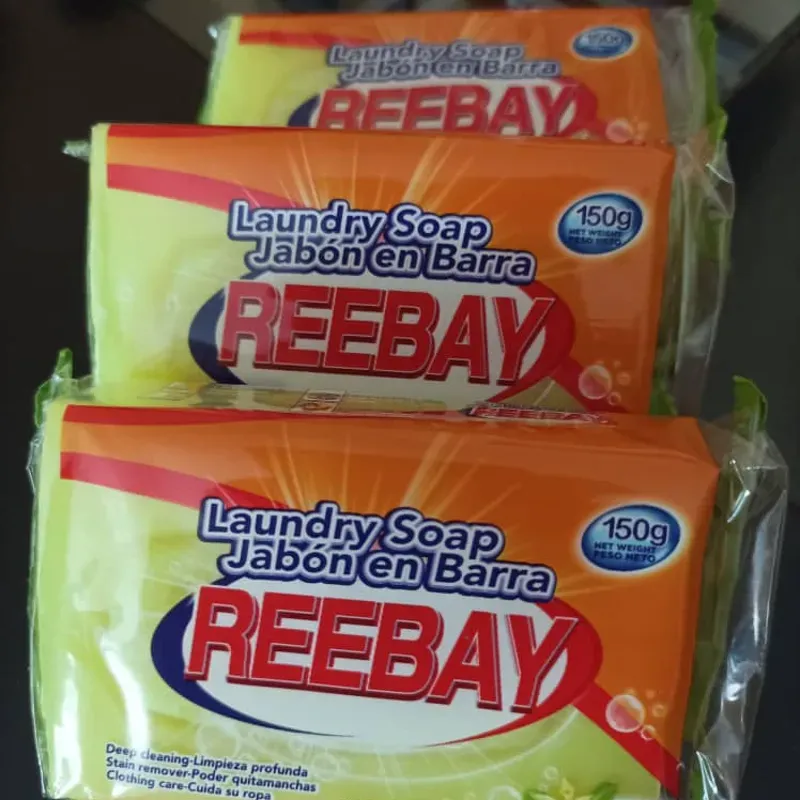 Laundry Soap
Jabón en Barra
REEBAY
150g
Laundry Soap
Jabón en Barra
REEBAY
150g
NET WEIGHT
PESO NETO
REEBAY
Laundry Soap
Jabón en Barra
REEBAY
150g
NET WEIGHT
PESO NETO
Deep cleaning-Limpieza profunda
Stain remover-Poder quitamanchas
Clothing care-Cuida su ropa